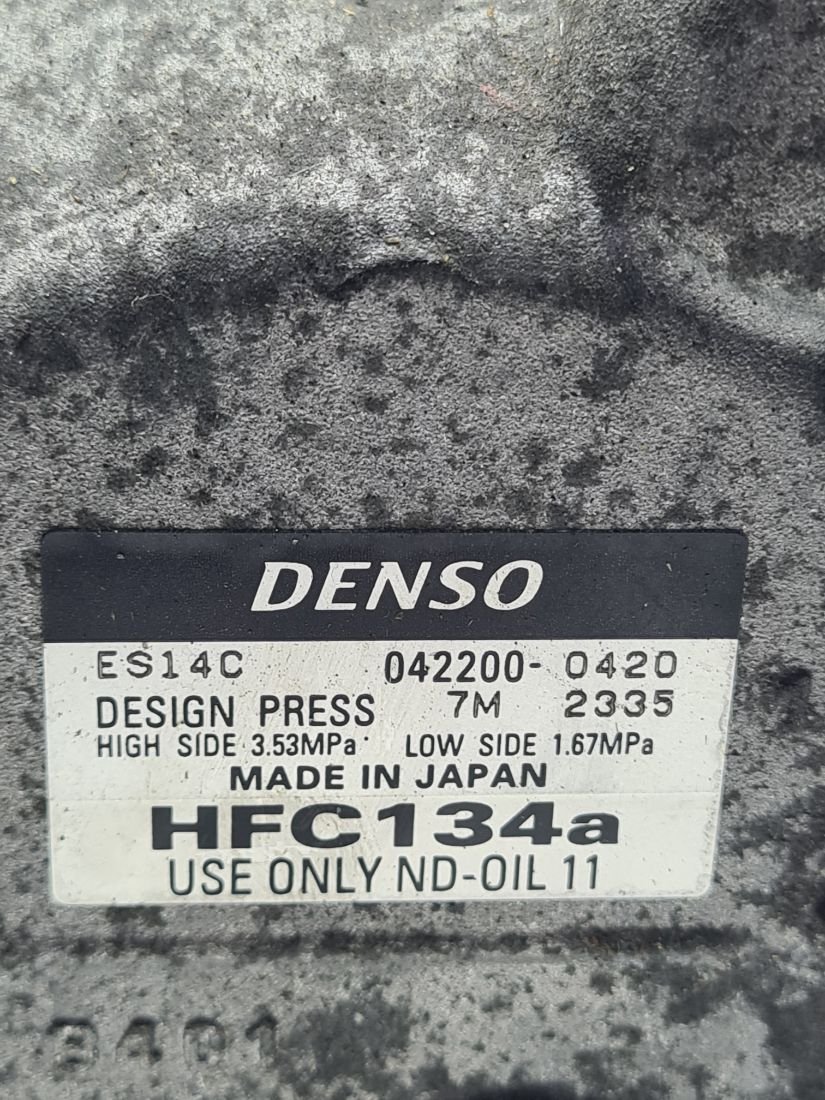 DENSO
ES14C 042200-0420
DESIGN PRESS 7M 2335
HIGH SIDE 3.53MPa LOW SIDE 1.67MPa
MADE IN JAPAN
HFC134a
USE ONLY ND-OIL 11